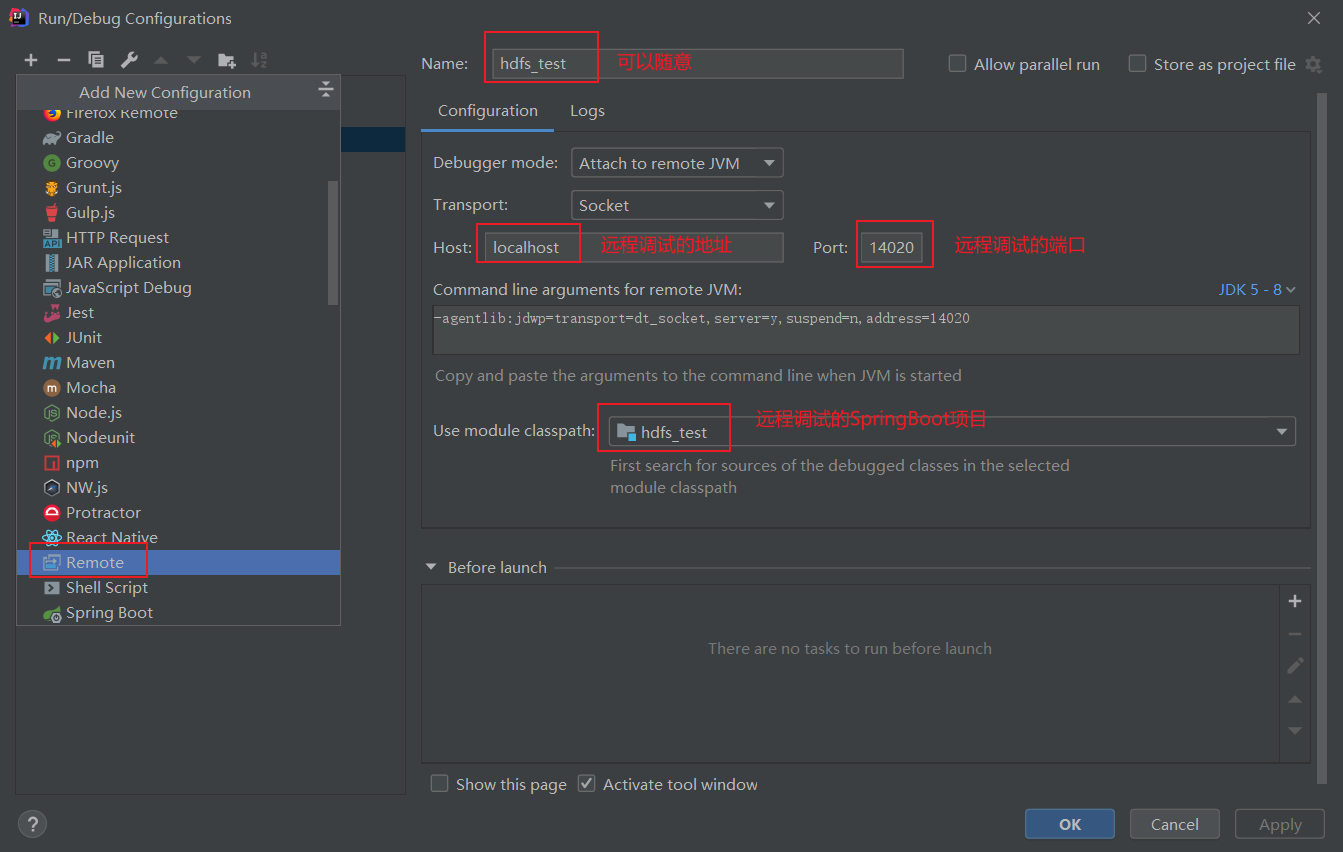 Run/Debug Configurations
Add New Configuration
Firefox Remote
Gradle
Groovy
Grunt.js
Gulp.js
HTTP Request
JAR Application
JavaScript Debug
Jest
JUnit
Maven
Mocha
Node.js
Nodeunit
npm
NW.js
Protractor
React Native
Remote
Shell Script
Spring Boot
Name: hdfs_test 可以随意 Allow parallel run Store as project file
Configuration Logs
Debugger mode: Attach to remote JVM
Transport: Socket
Host: localhost 远程调试的地址 Port: 14020 远程调试的端口
Command line arguments for remote JVM: JDK 5 - 8
-agentlib:jdwp=transport=dt_socket,server=y,suspend=n,address=14020
Copy and paste the arguments to the command line when JVM is started
Use module classpath: hdfs_test 远程调试的SpringBoot项目
First search for sources of the debugged classes in the selected
module classpath
Before launch
There are no tasks to run before launch
Show this page Activate tool window
? OK Cancel Apply